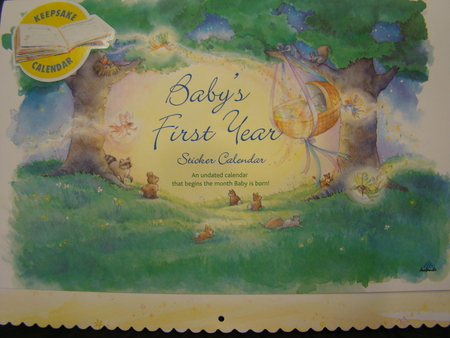 KEEPSAKE
CALENDAR
Baby's
First Year
Sticker Calendar
An undated calendar
that begins the month Baby is born!